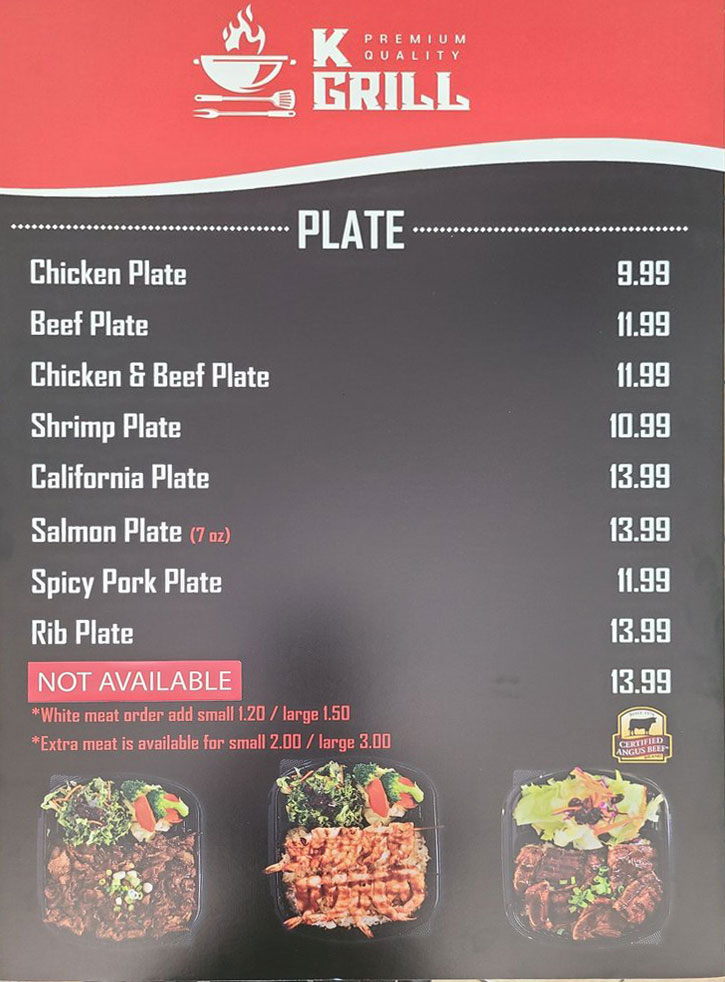 K PREMIUM QUALITY
GRILL
PLATE
Chicken Plate 9.99
Beef Plate 11.99
Chicken & Beef Plate 11.99
Shrimp Plate 10.99
California Plate 13.99
Salmon Plate (7 oz) 13.99
Spicy Pork Plate 11.99
Rib Plate 13.99
NOT AVAILABLE 13.99
*White meat order add small 1.20 / large 1.50
*Extra meat is available for small 2.00 / large 3.00
CERTIFIED
ANGUS BEEF